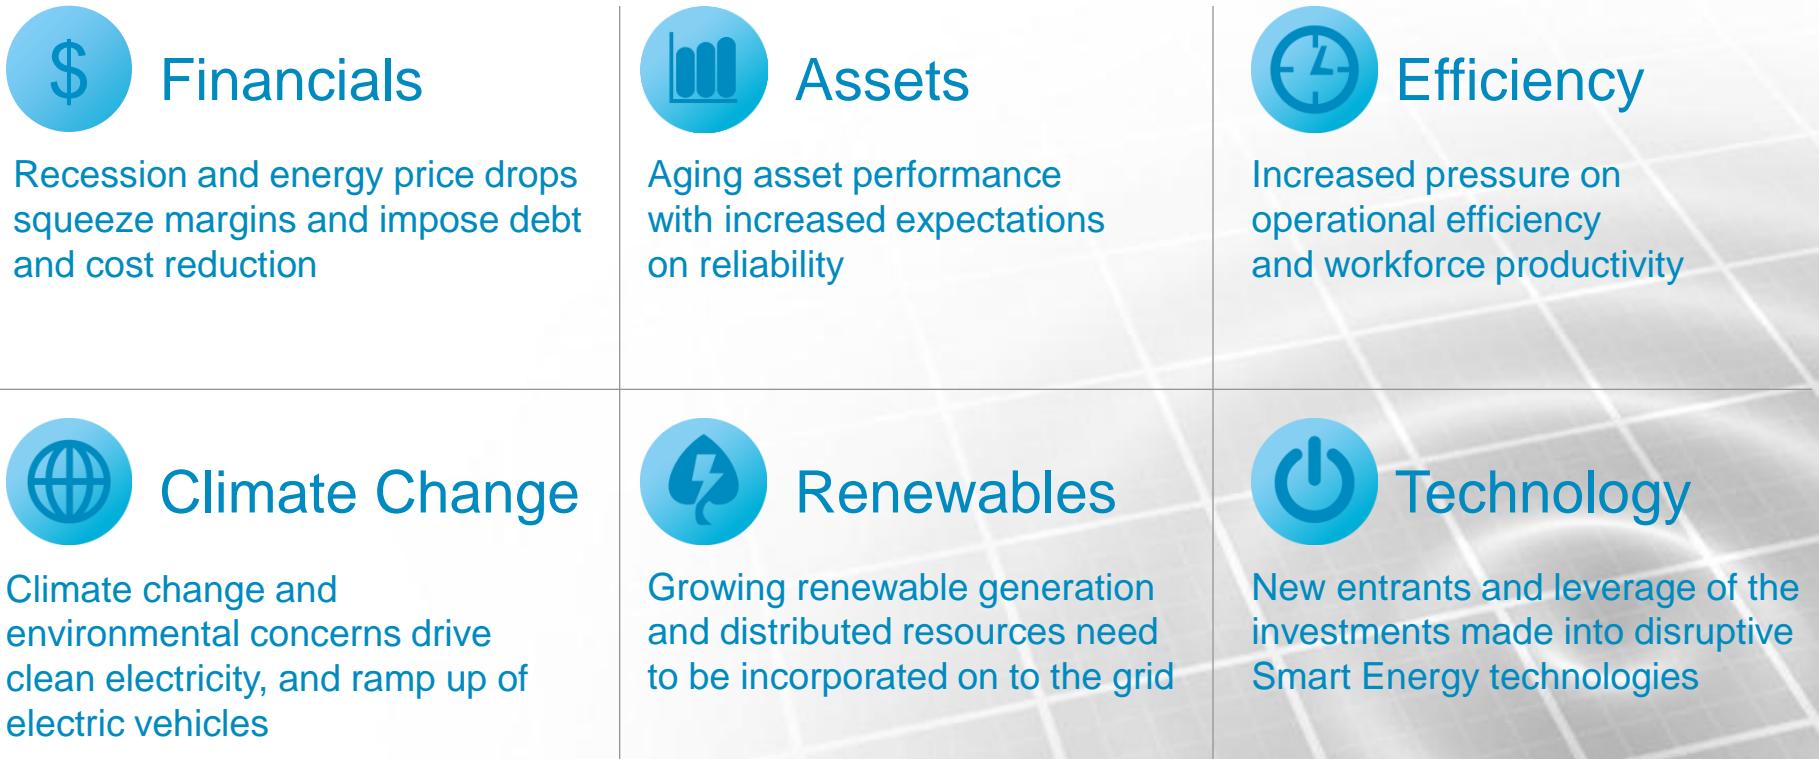 $
Financials
Recession and energy price drops
squeeze margins and impose debt
and cost reduction
Assets
Aging asset performance
with increased expectations
on reliability
Efficiency
Increased pressure on
operational efficiency
and workforce productivity
Climate Change
Climate change and
environmental concerns drive
clean electricity, and ramp up of
electric vehicles
Renewables
Growing renewable generation
and distributed resources need
to be incorporated on to the grid
Technology
New entrants and leverage of the
investments made into disruptive
Smart Energy technologies